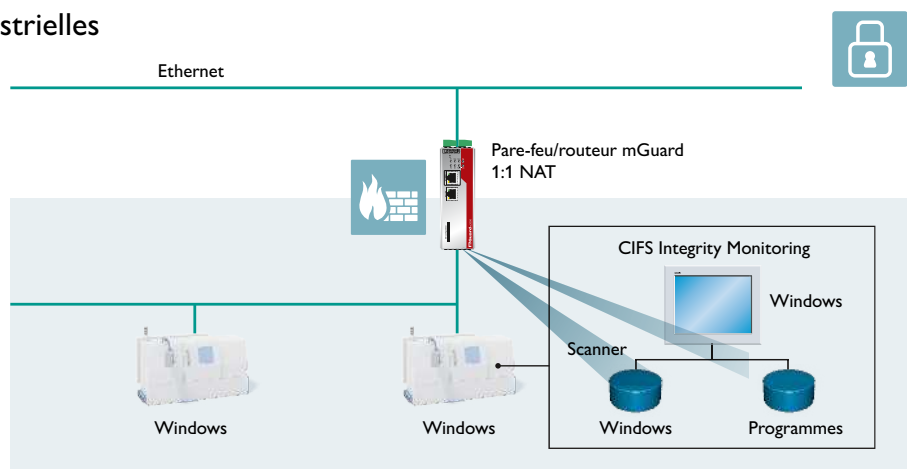 strielles
Ethernet
Pare-feu/routeur mGuard
1:1 NAT
CIFS Integrity Monitoring
Windows
Scanner
Windows
Windows
Windows
Programmes